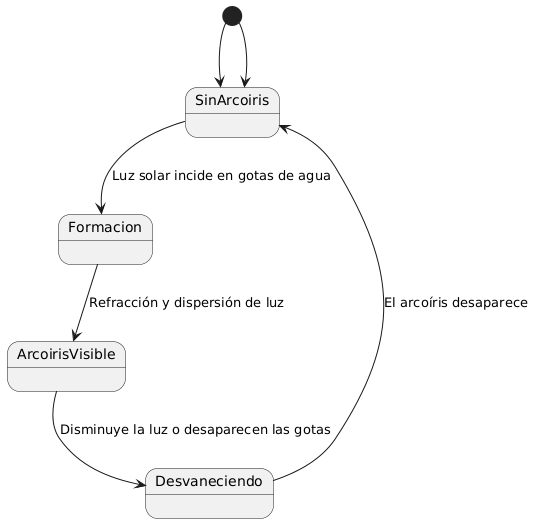 SinArcoiris
Luz solar incide en gotas de agua
Formacion
Refracción y dispersión de luz
El arcoíris desaparece
ArcoirisVisible
Disminuye la luz o desaparecen las gotas
Desvaneciendo